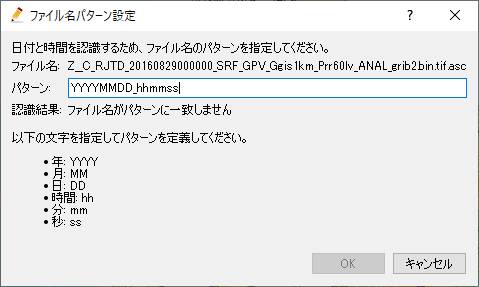 ファイル名パターン設定
日付と時間を認識するため、ファイル名のパターンを指定してください。
ファイル名: Z__C_RJTD_20160829000000_SRF_GPV_Ggis1km_Prr60lv_ANAL_grib2.bin.tif.asc
パターン: YYYYMMDD_hhmmss
認識結果: ファイル名がパターンに一致しません
以下の文字を指定してパターンを定義してください。
• 年: YYYY
• 月: MM
• 日: DD
• 時間: hh
• 分: mm
• 秒: ss
OK キャンセル